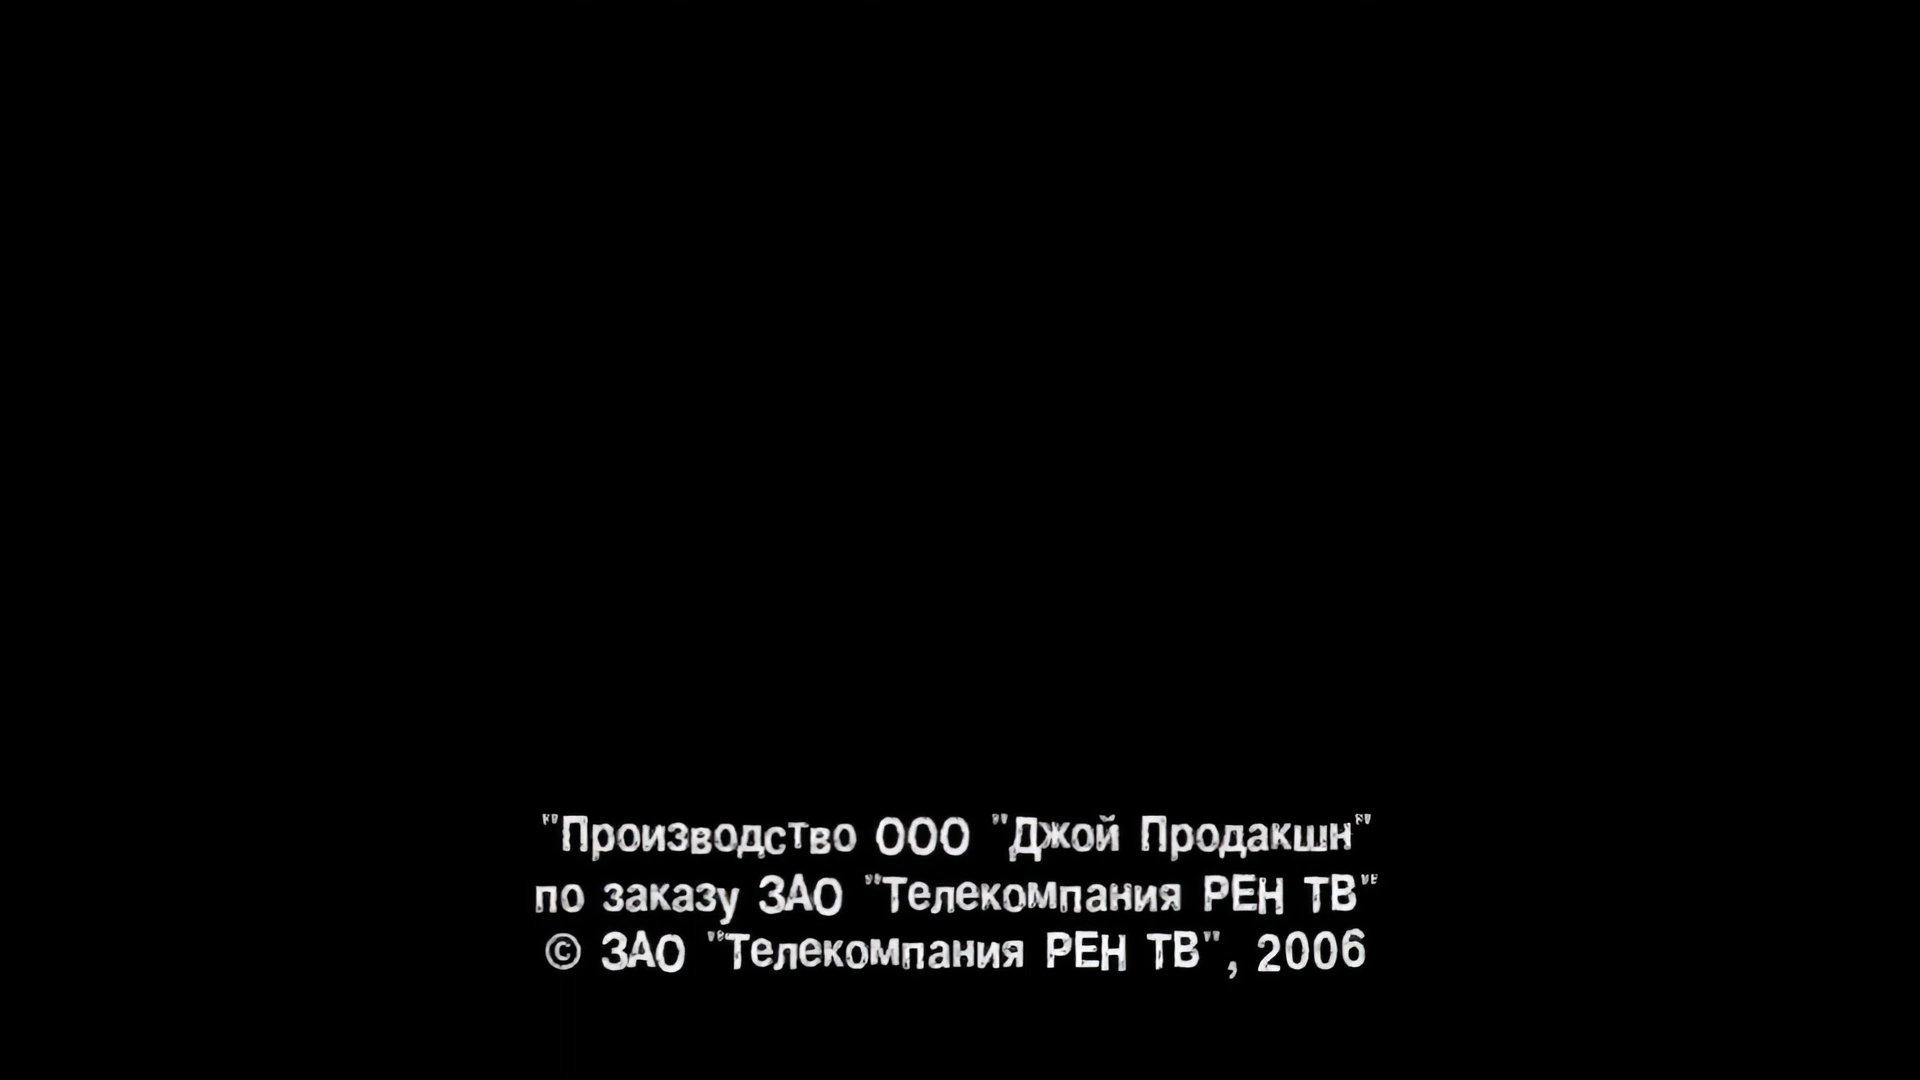 "Производство ООО "Джой Продакшн"
по заказу ЗАО "Телекомпания РЕН ТВ"
© ЗАО "Телекомпания РЕН ТВ", 2006